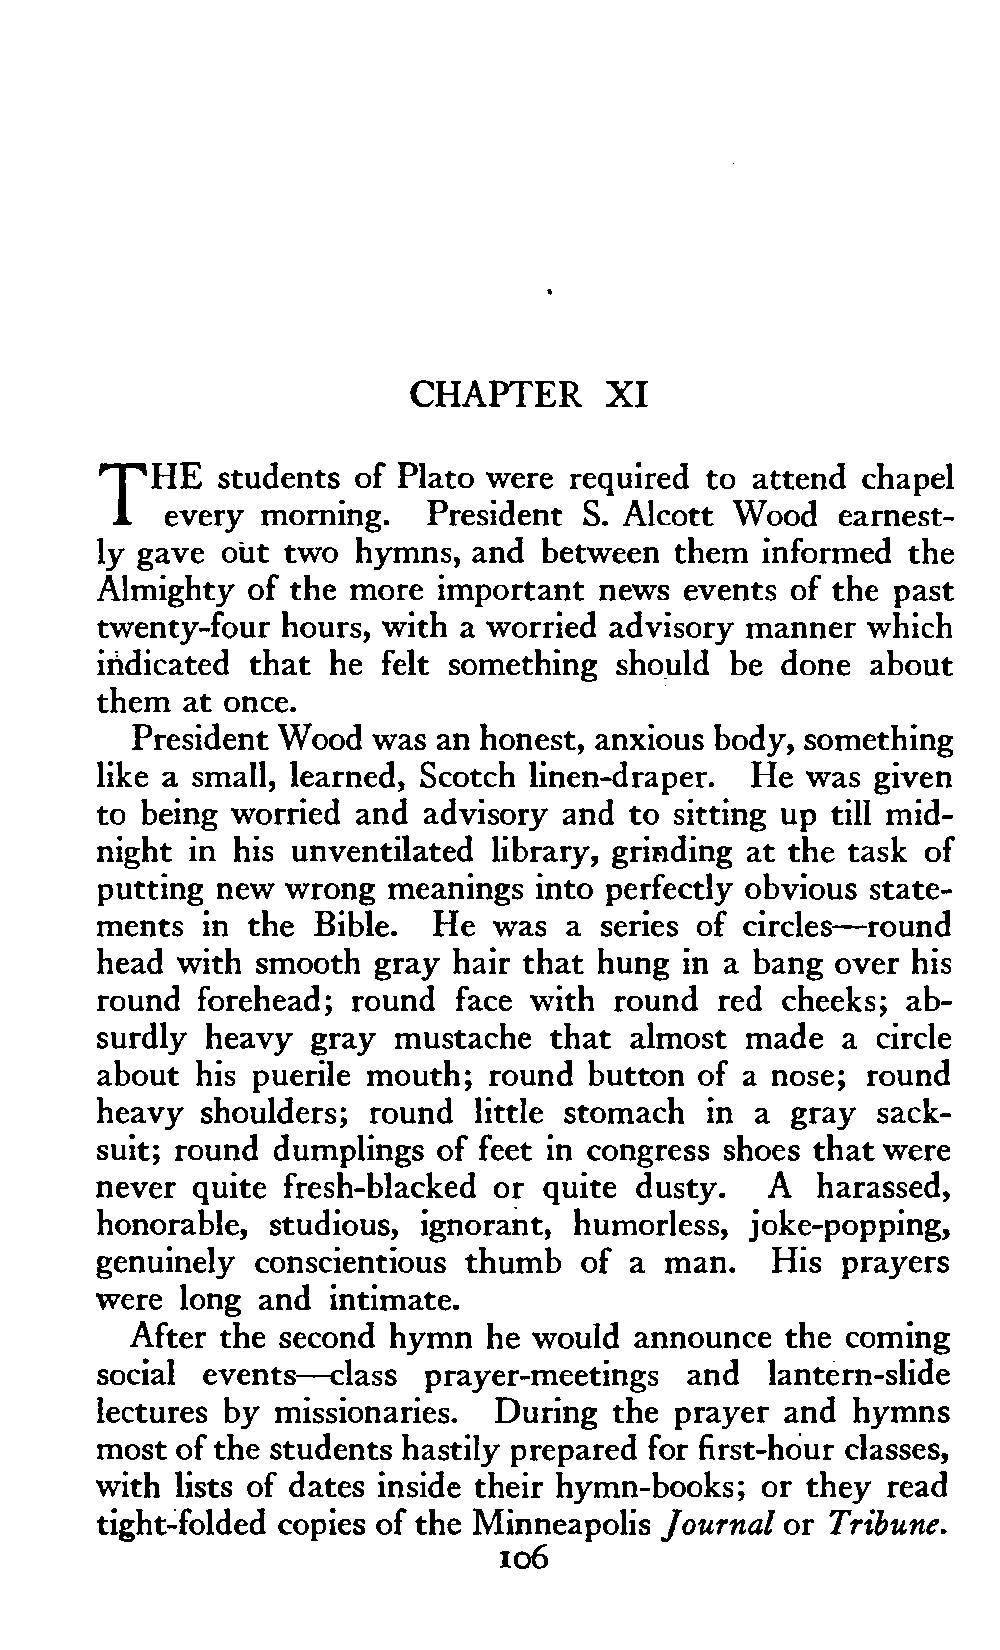 CHAPTER XI
THE students of Plato were required to attend chapel
every morning. President S. Alcott Wood earnest-
ly gave out two hymns, and between them informed the
Almighty of the more important news events of the past
twenty-four hours, with a worried advisory manner which
indicated that he felt something should be done about
them at once.
President Wood was an honest, anxious body, something
like a small, learned, Scotch linen-draper. He was given
to being worried and advisory and to sitting up till mid-
night in his unventilated library, grinding at the task of
putting new wrong meanings into perfectly obvious state-
ments in the Bible. He was a series of circles—round
head with smooth gray hair that hung in a bang over his
round forehead; round face with round red cheeks; ab-
surdly heavy gray mustache that almost made a circle
about his puerile mouth; round button of a nose; round
heavy shoulders; round little stomach in a gray sack-
suit; round dumplings of feet in congress shoes that were
never quite fresh-blacked or quite dusty. A harassed,
honorable, studious, ignorant, humorless, joke-popping,
genuinely conscientious thumb of a man. His prayers
were long and intimate.
After the second hymn he would announce the coming
social events—class prayer-meetings and lantern-slide
lectures by missionaries. During the prayer and hymns
most of the students hastily prepared for first-hour classes,
with lists of dates inside their hymn-books; or they read
tight-folded copies of the Minneapolis Journal or Tribune.
106